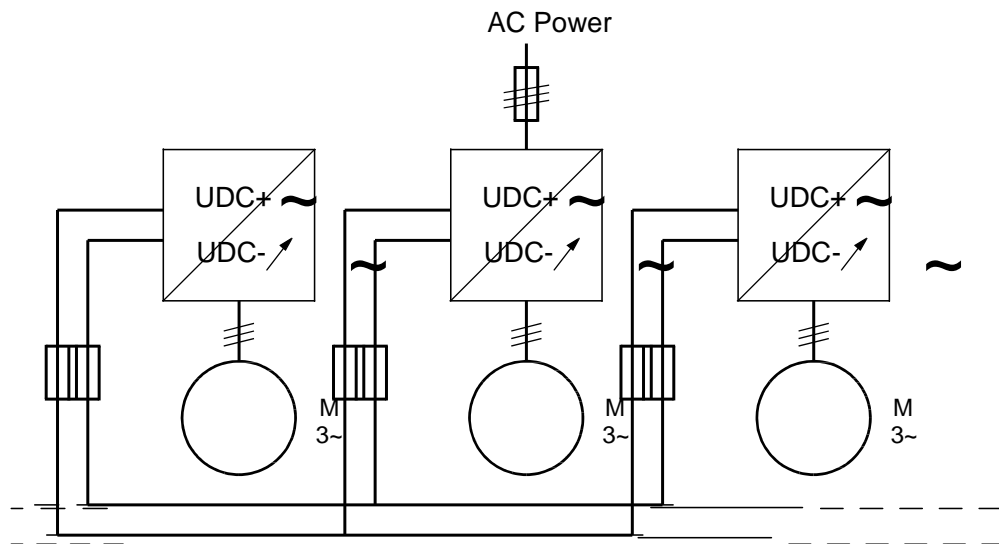 AC Power
UDC+ ~ UDC+ ~ UDC+ ~
UDC- ~ UDC- ~ UDC- ~
M M M
3~ 3~ 3~